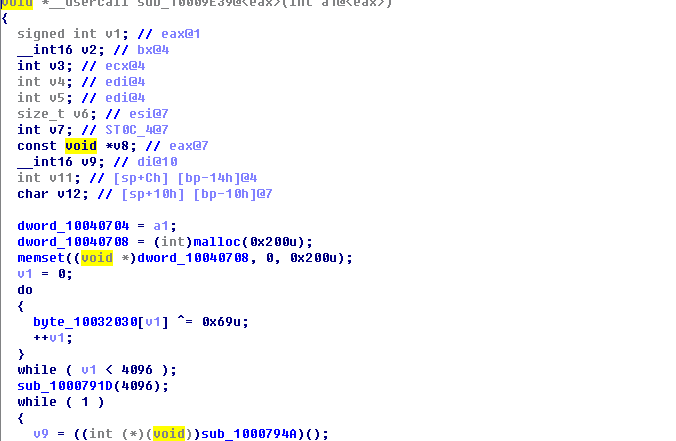 void *__usercall sub_10009E39@<eax>(int a1@<eax>)
{
signed int v1; // eax@1
__int16 v2; // bx@4
int v3; // ecx@4
int v4; // edi@4
int v5; // edi@4
size_t v6; // esi@7
int v7; // ST0C_4@7
const void *v8; // eax@7
__int16 v9; // di@10
int v11; // [sp+Ch] [bp-14h]@4
char v12; // [sp+10h] [bp-10h]@7
dword_10040704 = a1;
dword_10040708 = (int)malloc(0x200u);
memset((void *)dword_10040708, 0, 0x200u);
v1 = 0;
do
{
byte_10032030[v1] ^= 0x69u;
++v1;
}
while ( v1 < 4096 );
sub_1000791D(4096);
while ( 1 )
{
v9 = ((int (*)(void))sub_1000794A)();